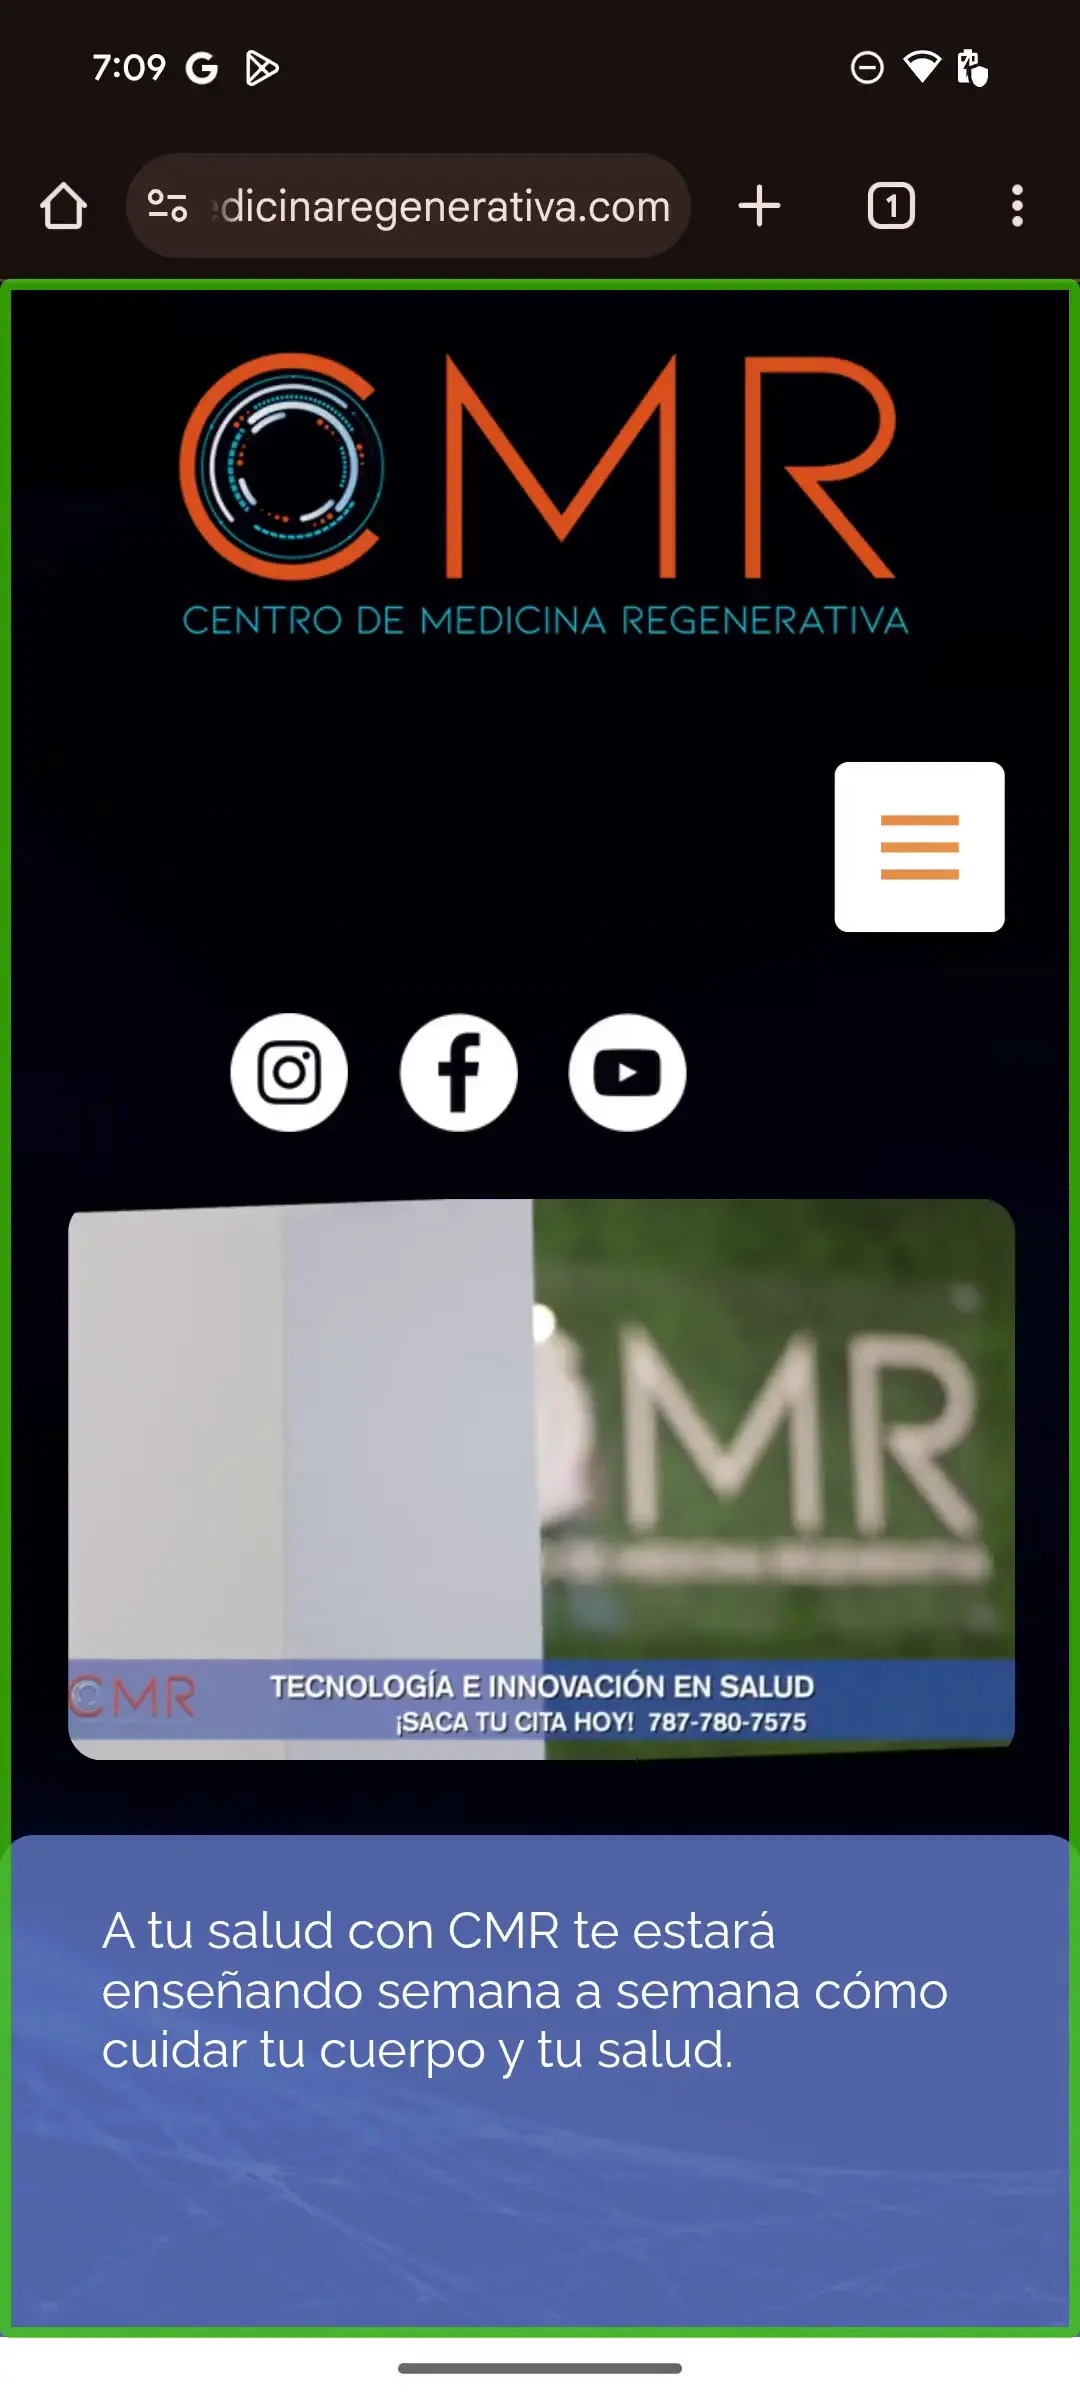 7:09
dicinaregenerativa.com
1
CMR
CENTRO DE MEDICINA REGENERATIVA
MR
CMR
TECNOLOGÍA E INNOVACIÓN EN SALUD
¡SACA TU CITA HOY! 787-780-7575
A tu salud con CMR te estará
enseñando semana a semana cómo
cuidar tu cuerpo y tu salud.